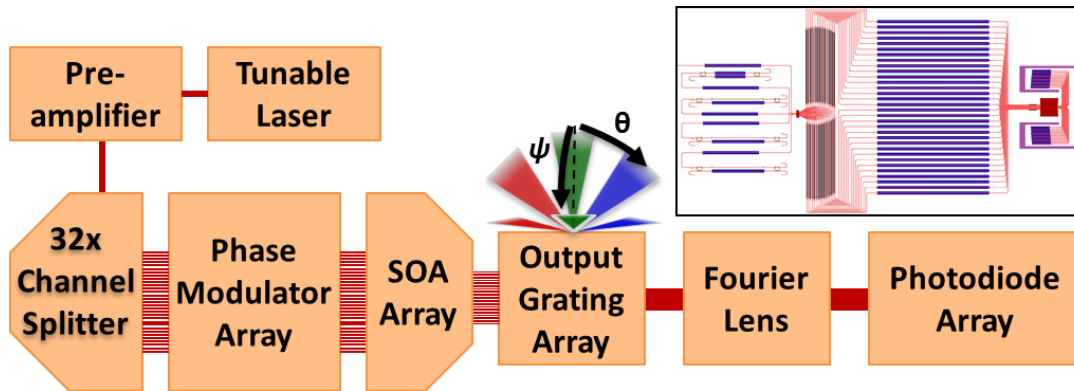 Pre-
amplifier
Tunable
Laser
ψ
θ
32x
Channel
Splitter
Phase
Modulator
Array
SOA
Array
Output
Grating
Array
Fourier
Lens
Photodiode
Array